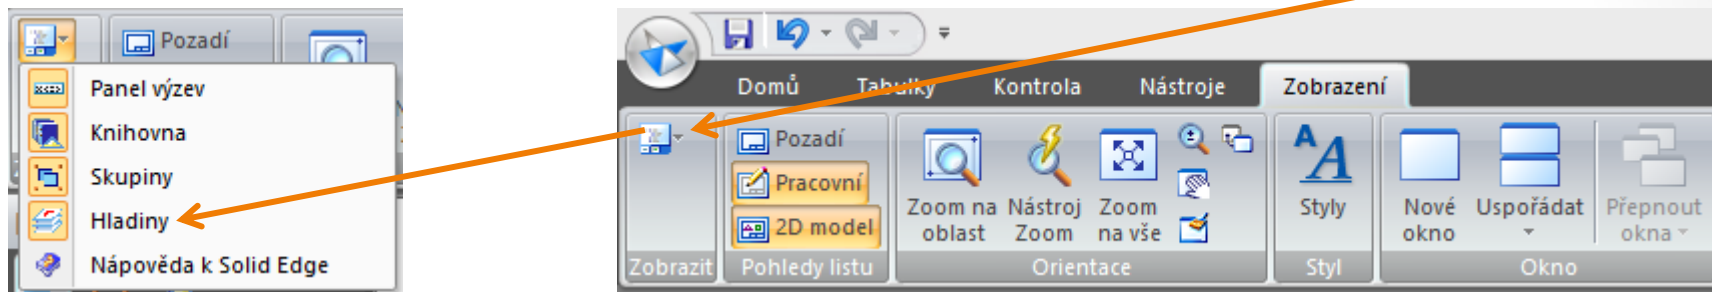 Pozadí
Panel výzev
Knihovna
Skupiny
Hladiny
Nápověda k Solid Edge
Domů Tabulky Kontrola Nástroje Zobrazení
Pozadí
Pracovní
2D model
Zoom na oblast
Nástroj Zoom
Zoom na vše
Styly
Nové okno
Uspořádat
Přepnout okna
Zobrazit Pohledy listu Orientace Styl Okno